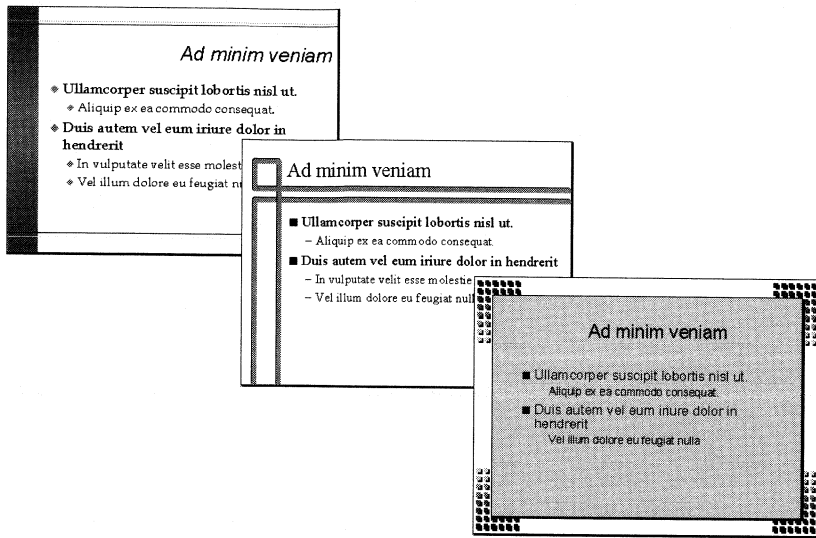 Ad minim veniam
Ullamcorper suscipit lobortis nisl ut.
Aliquip ex ea commodo consequat.
Duis autem vel eum iriure dolor in
hendrerit
In vulputate velit esse molest
Vel illum dolore eu feugiat
Ad minim veniam
Ullamcorper suscipit lobortis nisl ut.
– Aliquip ex ea commodo consequat.
Duis autem vel eum iriure dolor in hendrerit
– In vulputate velit esse molestie
– Vel illum dolore eu feugiat null
Ad minim veniam
Ullamcorper suscipit lobortis nisl ut.
Aliquip ex ea commodo consequat.
Duis autem vel eum iriure dolor in
hendrerit
Vel illum dolore eu feugiat nulla